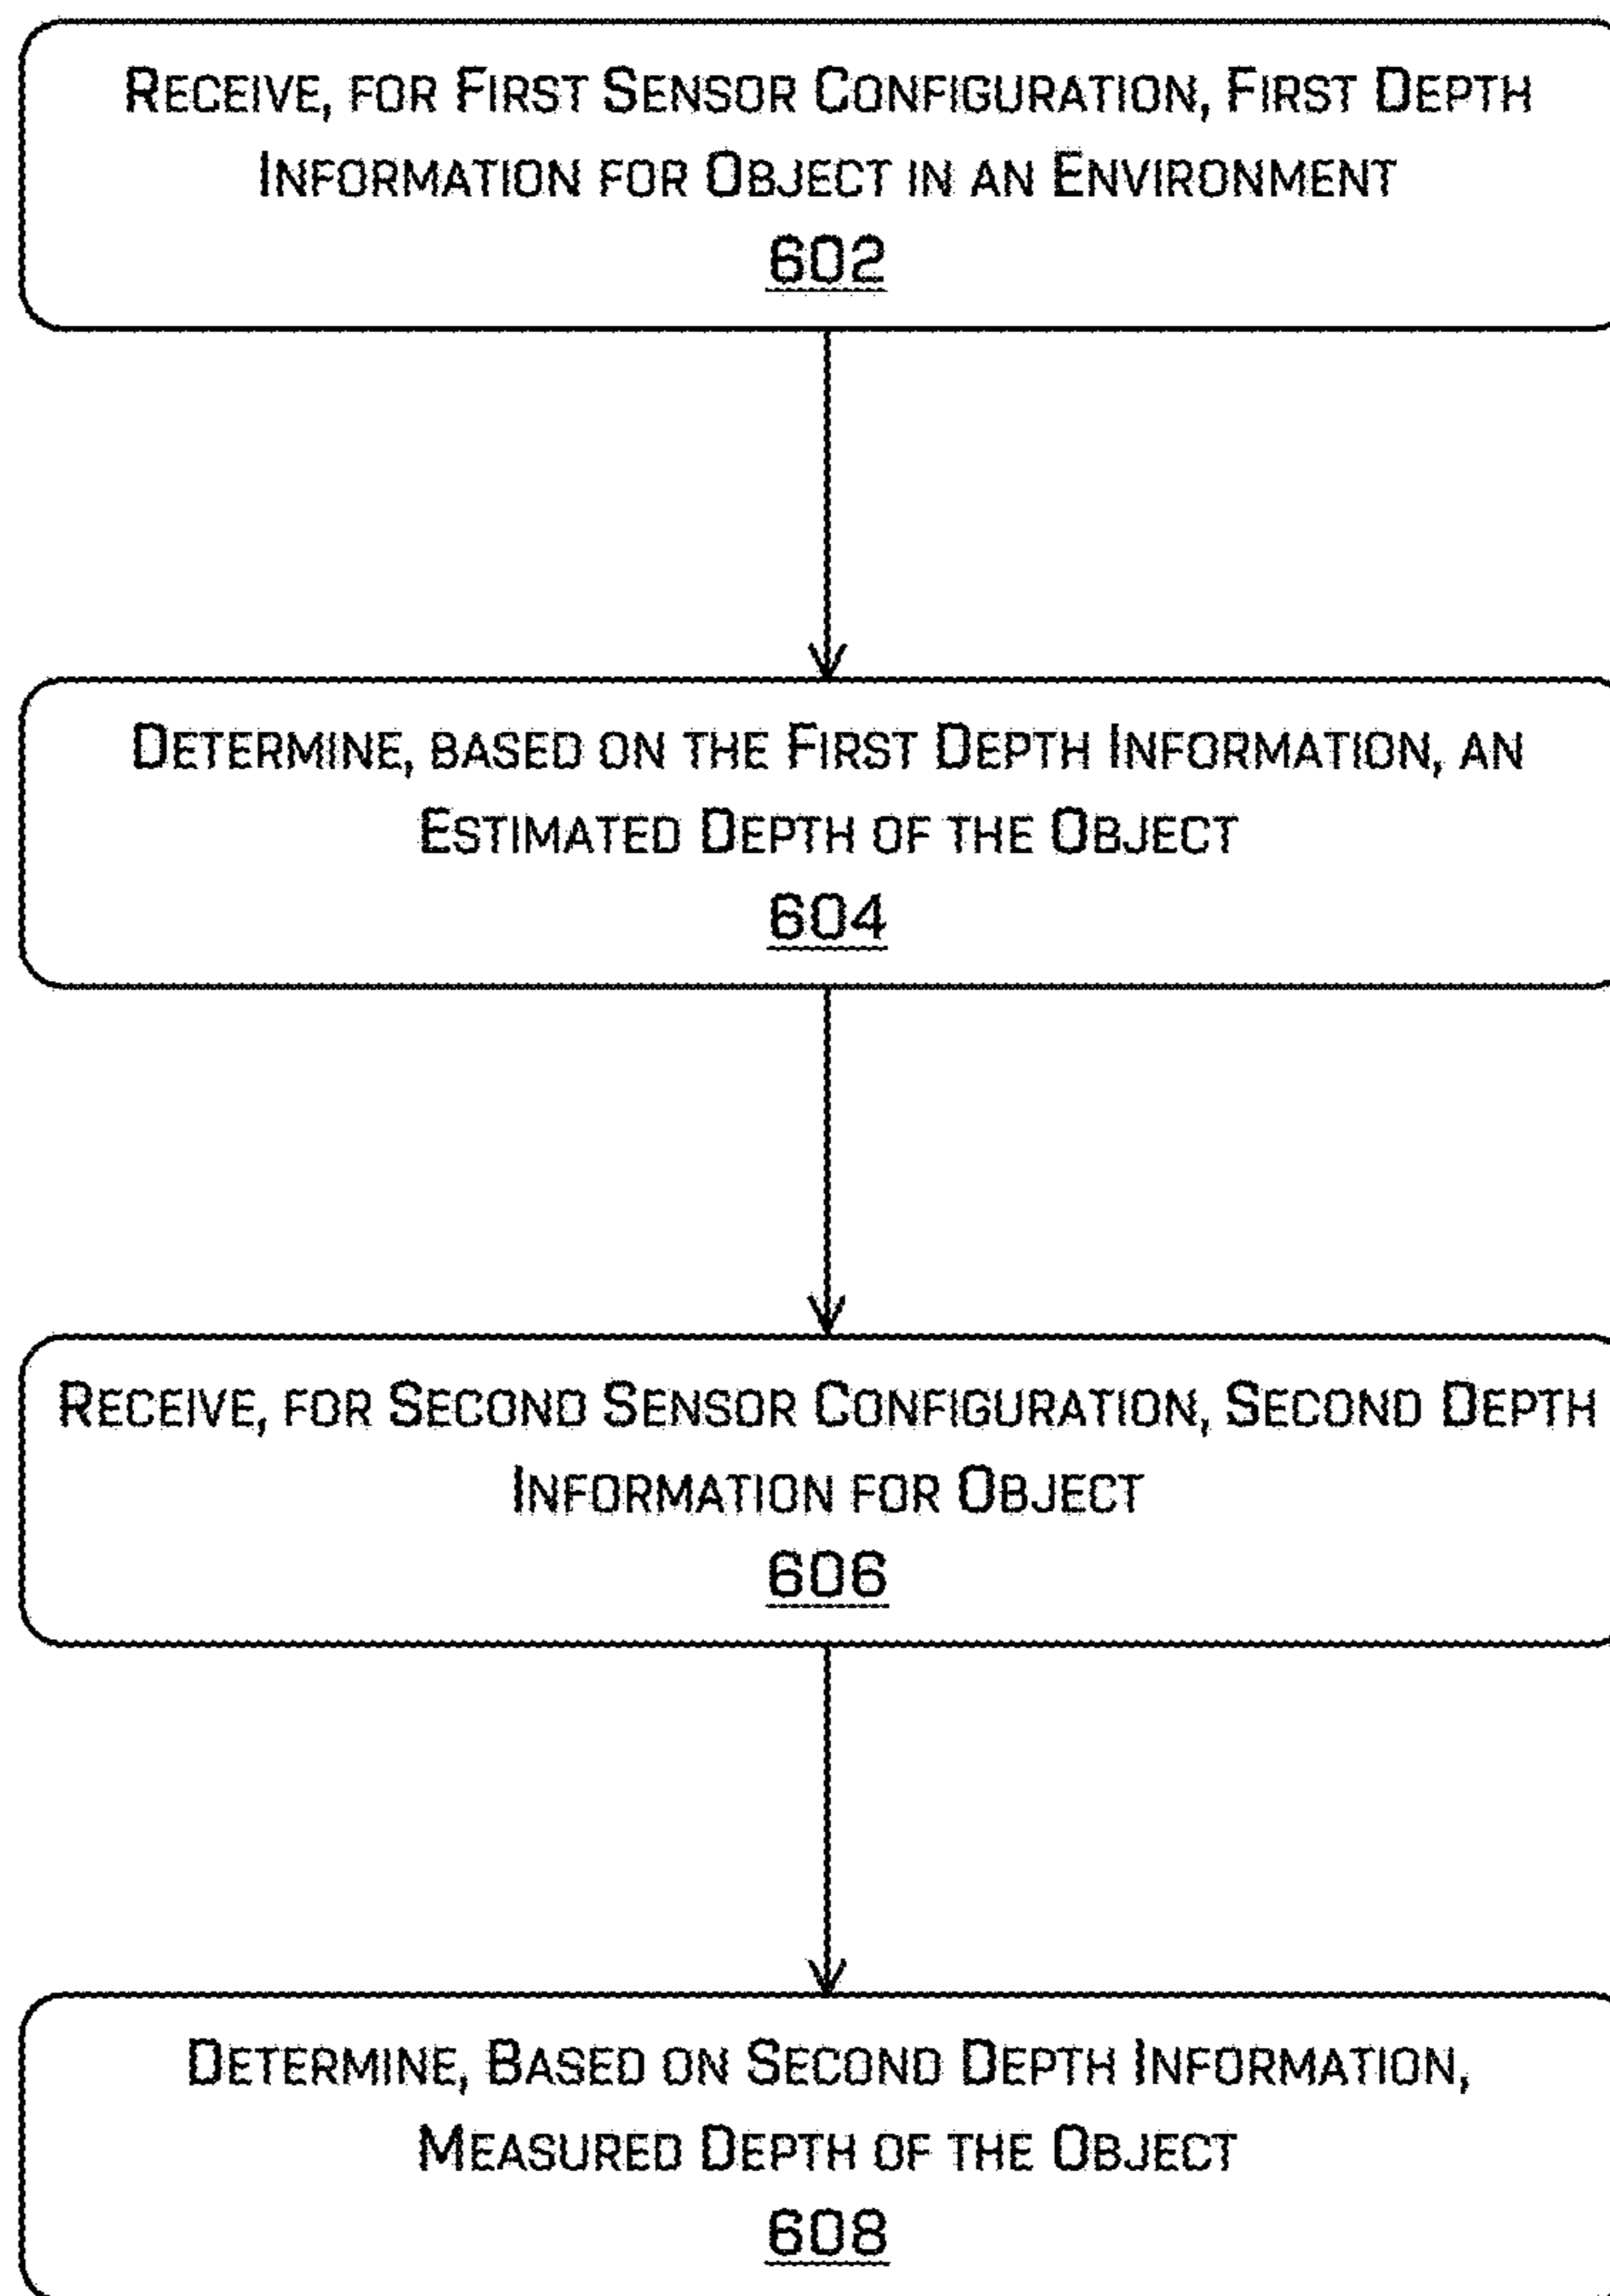 RECEIVE, FOR FIRST SENSOR CONFIGURATION, FIRST DEPTH
INFORMATION FOR OBJECT IN AN ENVIRONMENT
602
DETERMINE, BASED ON THE FIRST DEPTH INFORMATION, AN
ESTIMATED DEPTH OF THE OBJECT
604
RECEIVE, FOR SECOND SENSOR CONFIGURATION, SECOND DEPTH
INFORMATION FOR OBJECT
606
DETERMINE, BASED ON SECOND DEPTH INFORMATION,
MEASURED DEPTH OF THE OBJECT
608